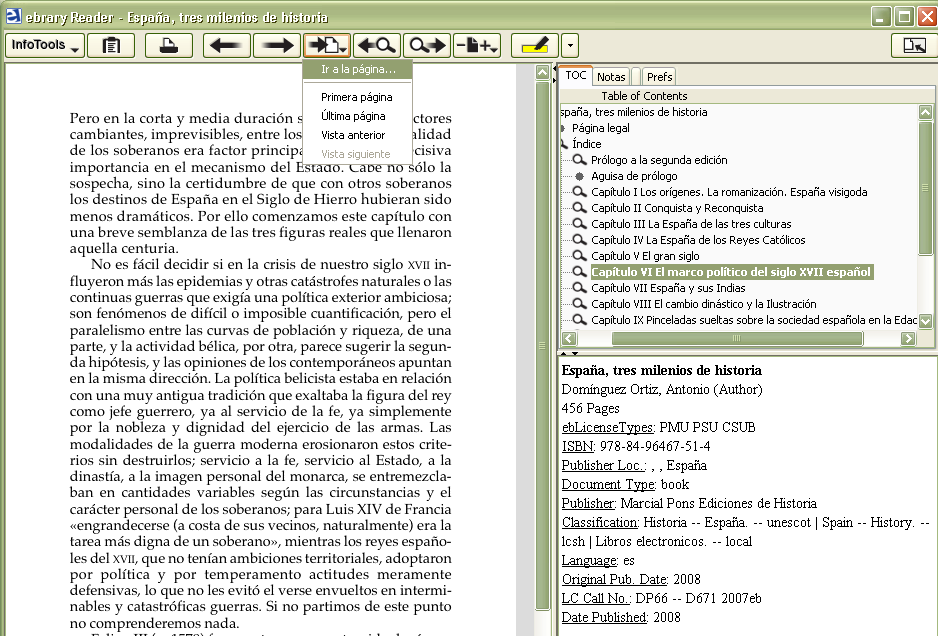 ebrary Reader - España, tres milenios de historia
InfoTools
Ir a la página...
Primera página
Última página
Vista anterior
Vista siguiente
Pero en la corta y media duración s ctores
cambiantes, imprevisibles, entre los alidad
de los soberanos era factor principa ecisiva
importancia en el mecanismo del Estado. Cabe no sólo la
sospecha, sino la certidumbre de que con otros soberanos
los destinos de España en el Siglo de Hierro hubieran sido
menos dramáticos. Por ello comenzamos este capítulo con
una breve semblanza de las tres figuras reales que llenaron
aquella centuria.
No es fácil decidir si en la crisis de nuestro siglo XVII in-
fluyeron más las epidemias y otras catástrofes naturales o las
continuas guerras que exigía una política exterior ambiciosa;
son fenómenos de difícil o imposible cuantificación, pero el
paralelismo entre las curvas de población y riqueza, de una
parte, y la actividad bélica, por otra, parece sugerir la segun-
da hipótesis, y las opiniones de los contemporáneos apuntan
en la misma dirección. La política belicista estaba en relación
con una muy antigua tradición que exaltaba la figura del rey
como jefe guerrero, ya al servicio de la fe, ya simplemente
por la nobleza y dignidad del ejercicio de las armas. Las
modalidades de la guerra moderna erosionaron estos crite-
rios sin destruirlos; servicio a la fe, servicio al Estado, a la
dinastía, a la imagen personal del monarca, se entremezcla-
ban en cantidades variables según las circunstancias y el
carácter personal de los soberanos; para Luis XIV de Francia
«engrandecerse (a costa de sus vecinos, naturalmente) era la
tarea más digna de un soberano», mientras los reyes españo-
les del XVII, que no tenían ambiciones territoriales, adoptaron
por política y por temperamento actitudes meramente
defensivas, lo que no les evitó el verse envueltos en intermi-
nables y catastróficas guerras. Si no partimos de este punto
no comprenderemos nada.
TOC Notas Prefs
Table of Contents
spaña, tres milenios de historia
Página legal
Índice
Prólogo a la segunda edición
Aguisa de prólogo
Capítulo I Los orígenes. La romanización. España visigoda
Capítulo II Conquista y Reconquista
Capítulo III La España de las tres culturas
Capítulo IV La España de los Reyes Católicos
Capítulo V El gran siglo
Capítulo VI El marco político del siglo XVII español
Capítulo VII España y sus Indias
Capítulo VIII El cambio dinástico y la Ilustración
Capítulo IX Pinceladas sueltas sobre la sociedad española en la Edad
España, tres milenios de historia
Domínguez Ortiz, Antonio (Author)
456 Pages
ebLicenseTypes: PMU PSU CSUB
ISBN: 978-84-96467-51-4
Publisher Loc.: , , España
Document Type: book
Publisher: Marcial Pons Ediciones de Historia
Classification: Historia -- España. -- unescot | Spain -- History. --
lcsh | Libros electronicos. -- local
Language: es
Original Pub. Date: 2008
LC Call No.: DP66 -- D671 2007eb
Date Published: 2008